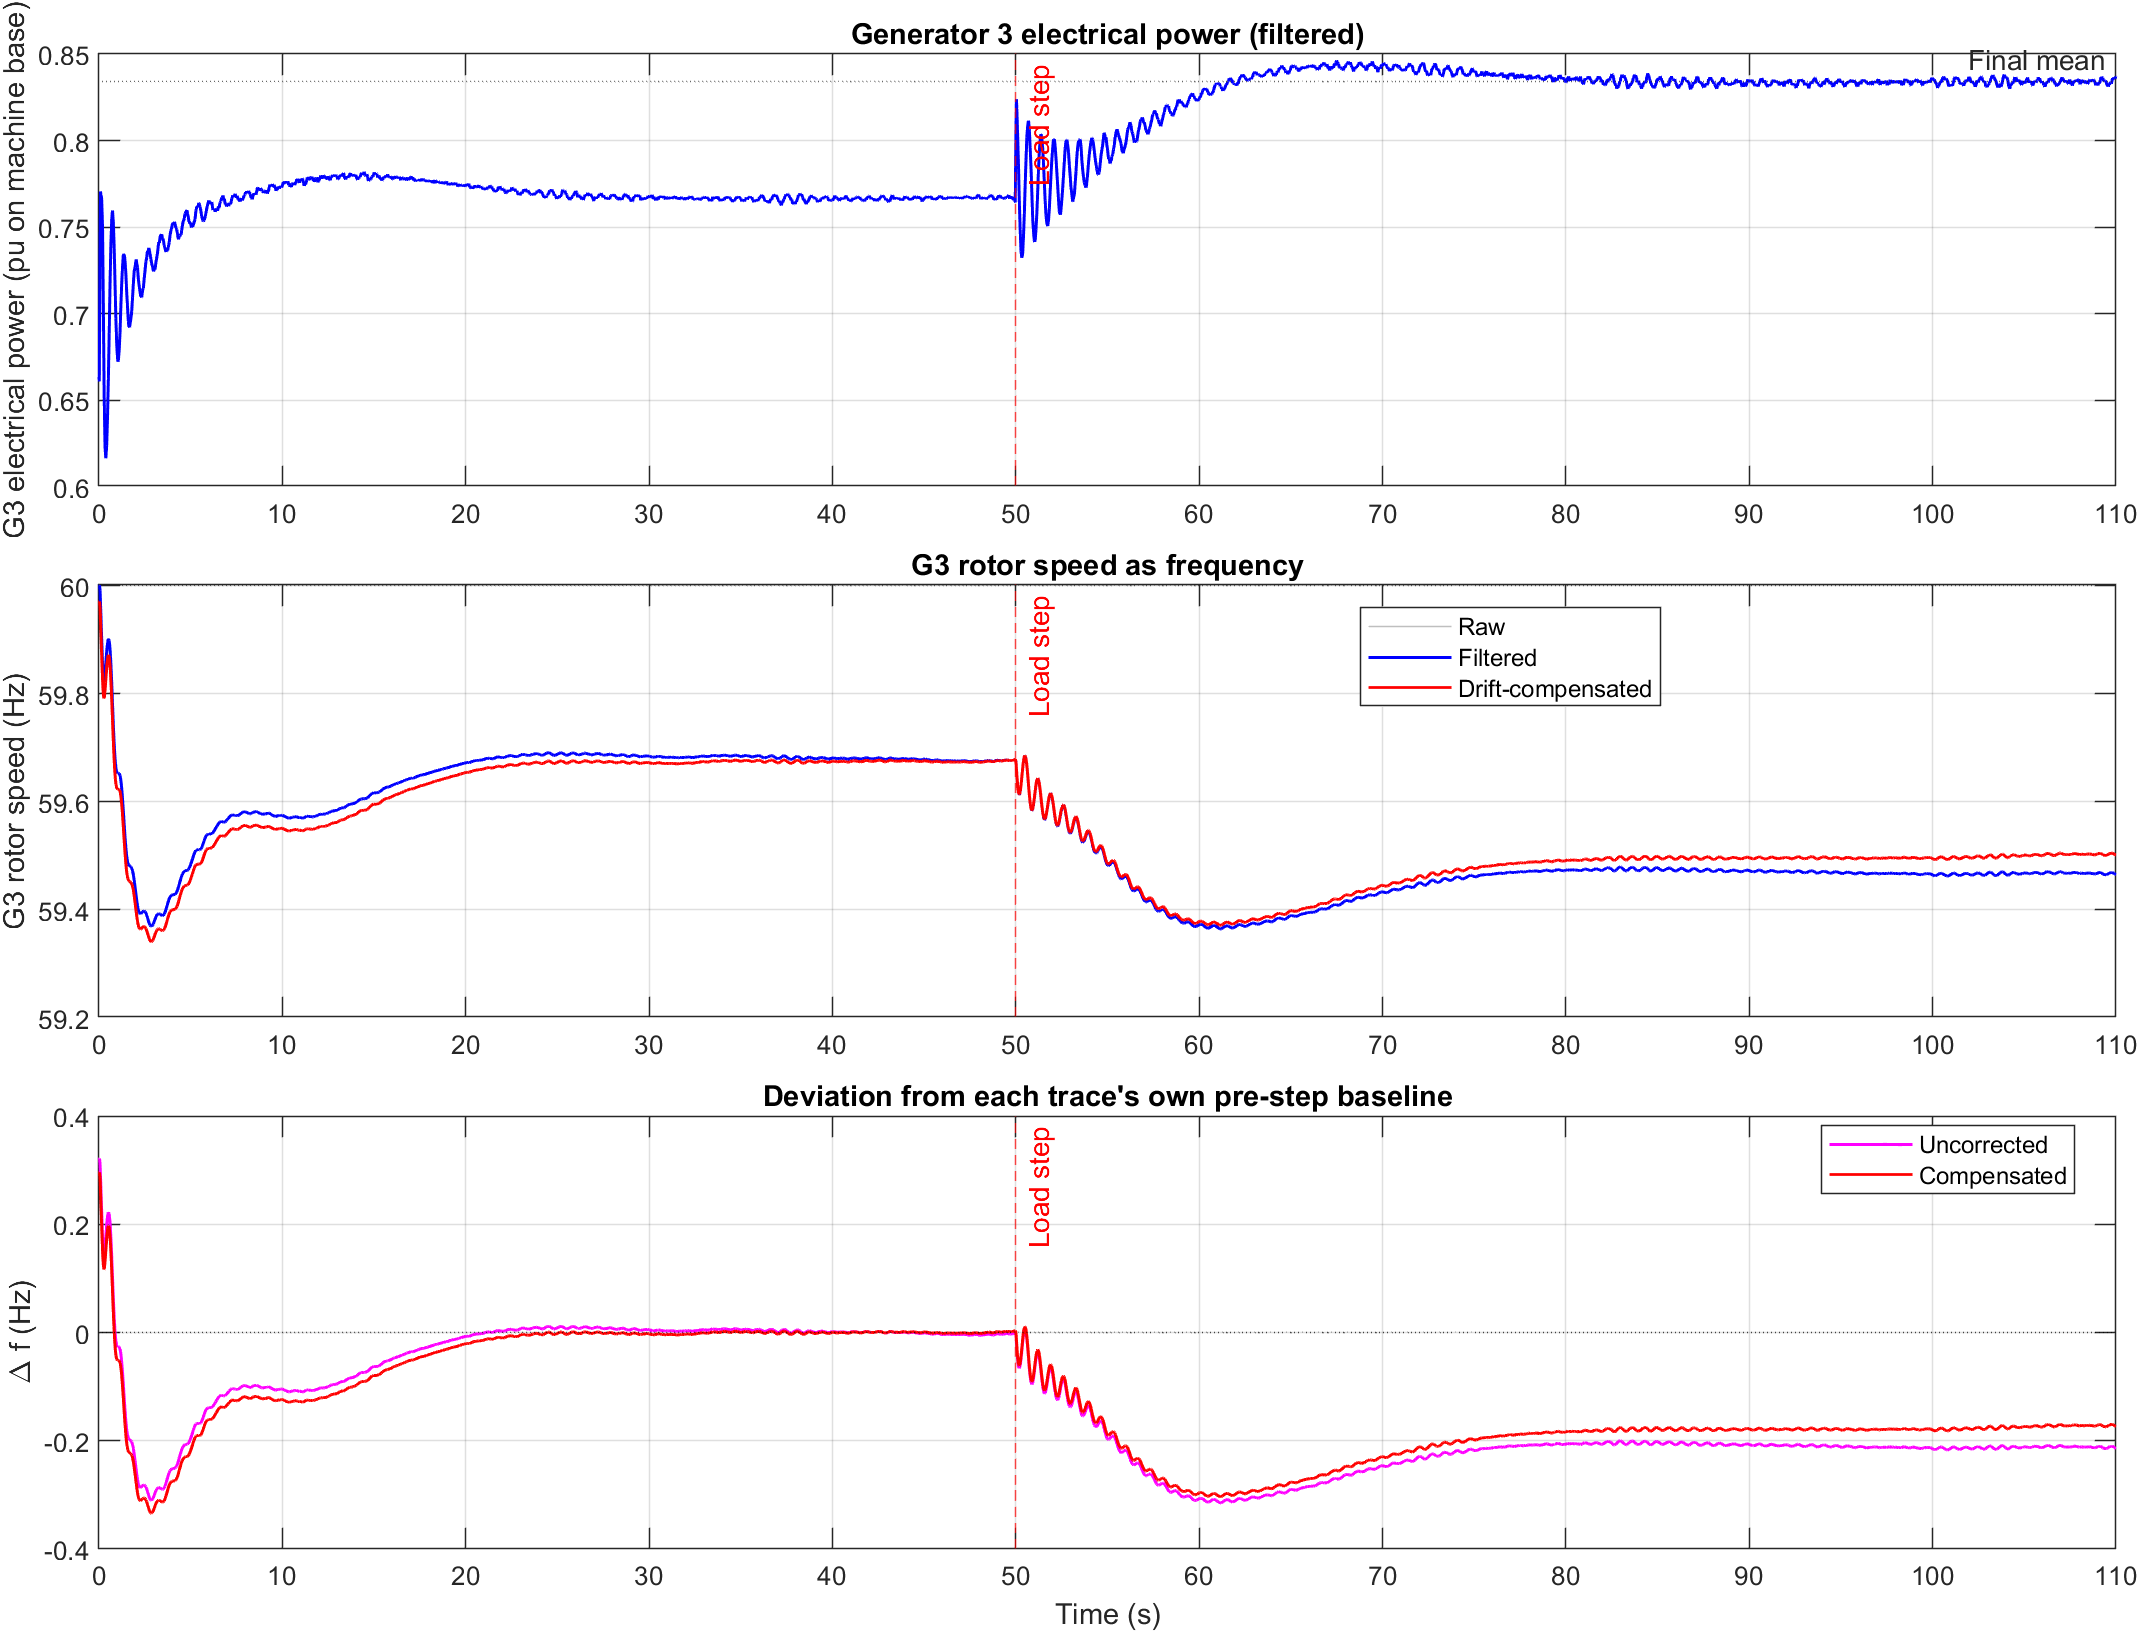 Generator 3 electrical power (filtered)
G3 electrical power (pu on machine base)
0.85
0.8
0.75
0.7
0.65
0.6
Load step
Final mean
0 10 20 30 40 50 60 70 80 90 100 110
G3 rotor speed as frequency
G3 rotor speed (Hz)
60
59.8
59.6
59.4
59.2
Load step
Raw
Filtered
Drift-compensated
0 10 20 30 40 50 60 70 80 90 100 110
Deviation from each trace's own pre-step baseline
Δ f (Hz)
0.4
0.2
0
-0.2
-0.4
Load step
Uncorrected
Compensated
0 10 20 30 40 50 60 70 80 90 100 110
Time (s)